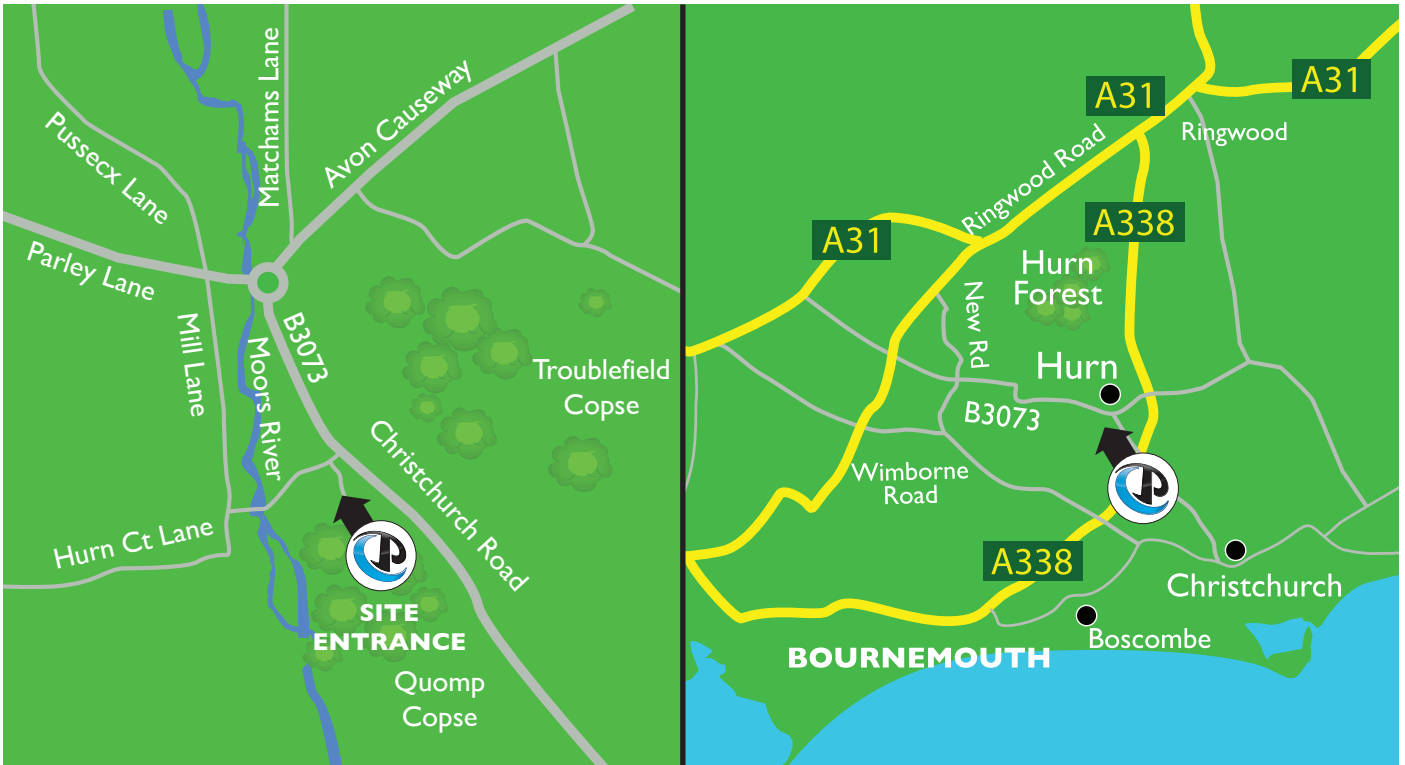 Pussecx Lane
Matchams Lane
Avon Causeway
Parley Lane
Mill Lane
Moors River
B3073
Troublefield
Copse
Christchurch Road
Hurn Ct Lane
SITE
ENTRANCE
Quomp
Copse
A31
A31
Ringwood
Ringwood Road
A31
A338
Hurn
Forest
New Rd
Hurn
B3073
Wimborne
Road
A338
Christchurch
Boscombe
BOURNEMOUTH